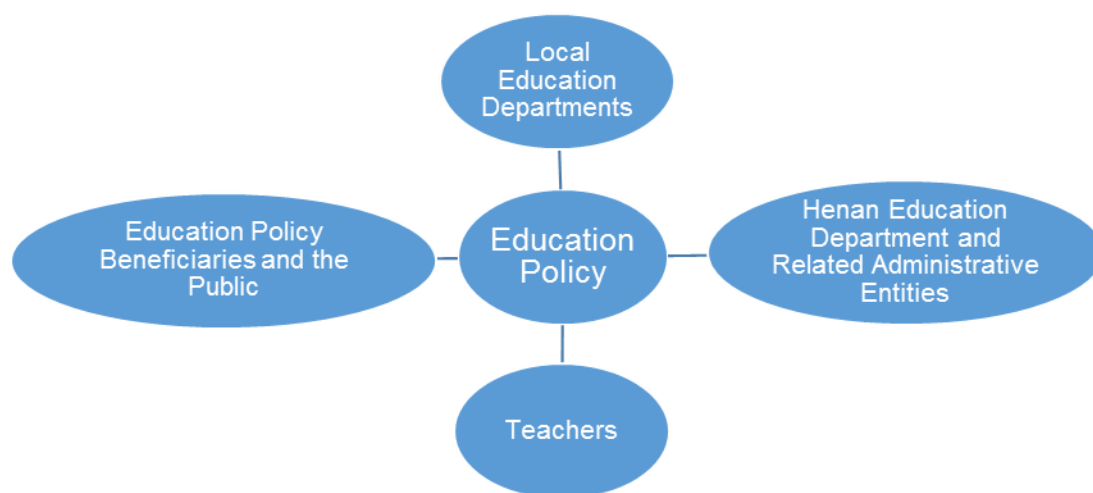 Local
Education
Departments
Education Policy
Beneficiaries and the
Public
Education
Policy
Henan Education
Department and
Related Administrative
Entities
Teachers